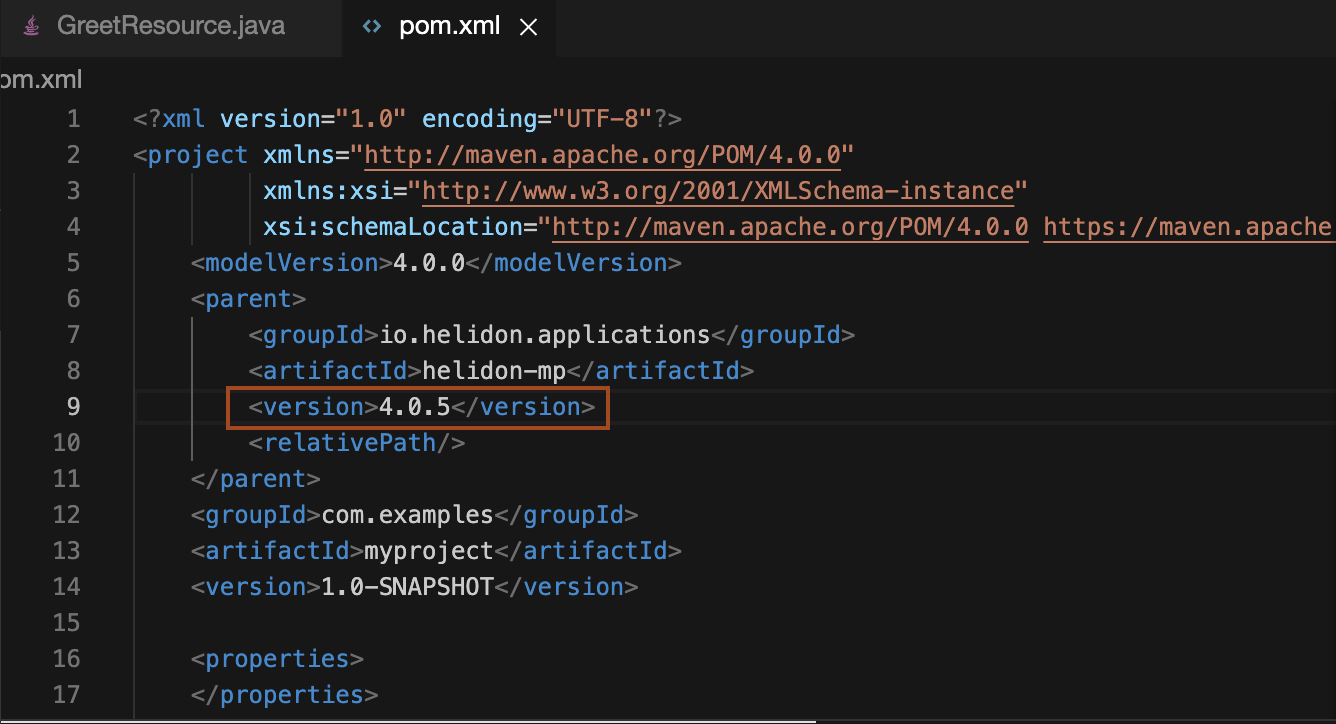 GreetResource.java
pom.xml
om.xml
1 <?xml version="1.0" encoding="UTF-8"?>
2 <project xmlns="http://maven.apache.org/POM/4.0.0"
3 xmlns:xsi="http://www.w3.org/2001/XMLSchema-instance"
4 xsi:schemaLocation="http://maven.apache.org/POM/4.0.0 https://maven.apache
5 <modelVersion>4.0.0</modelVersion>
6 <parent>
7 <groupId>io.helidon.applications</groupId>
8 <artifactId>helidon-mp</artifactId>
9 <version>4.0.5</version>
10 <relativePath/>
11 </parent>
12 <groupId>com.examples</groupId>
13 <artifactId>myproject</artifactId>
14 <version>1.0-SNAPSHOT</version>
15
16 <properties>
17 </properties>